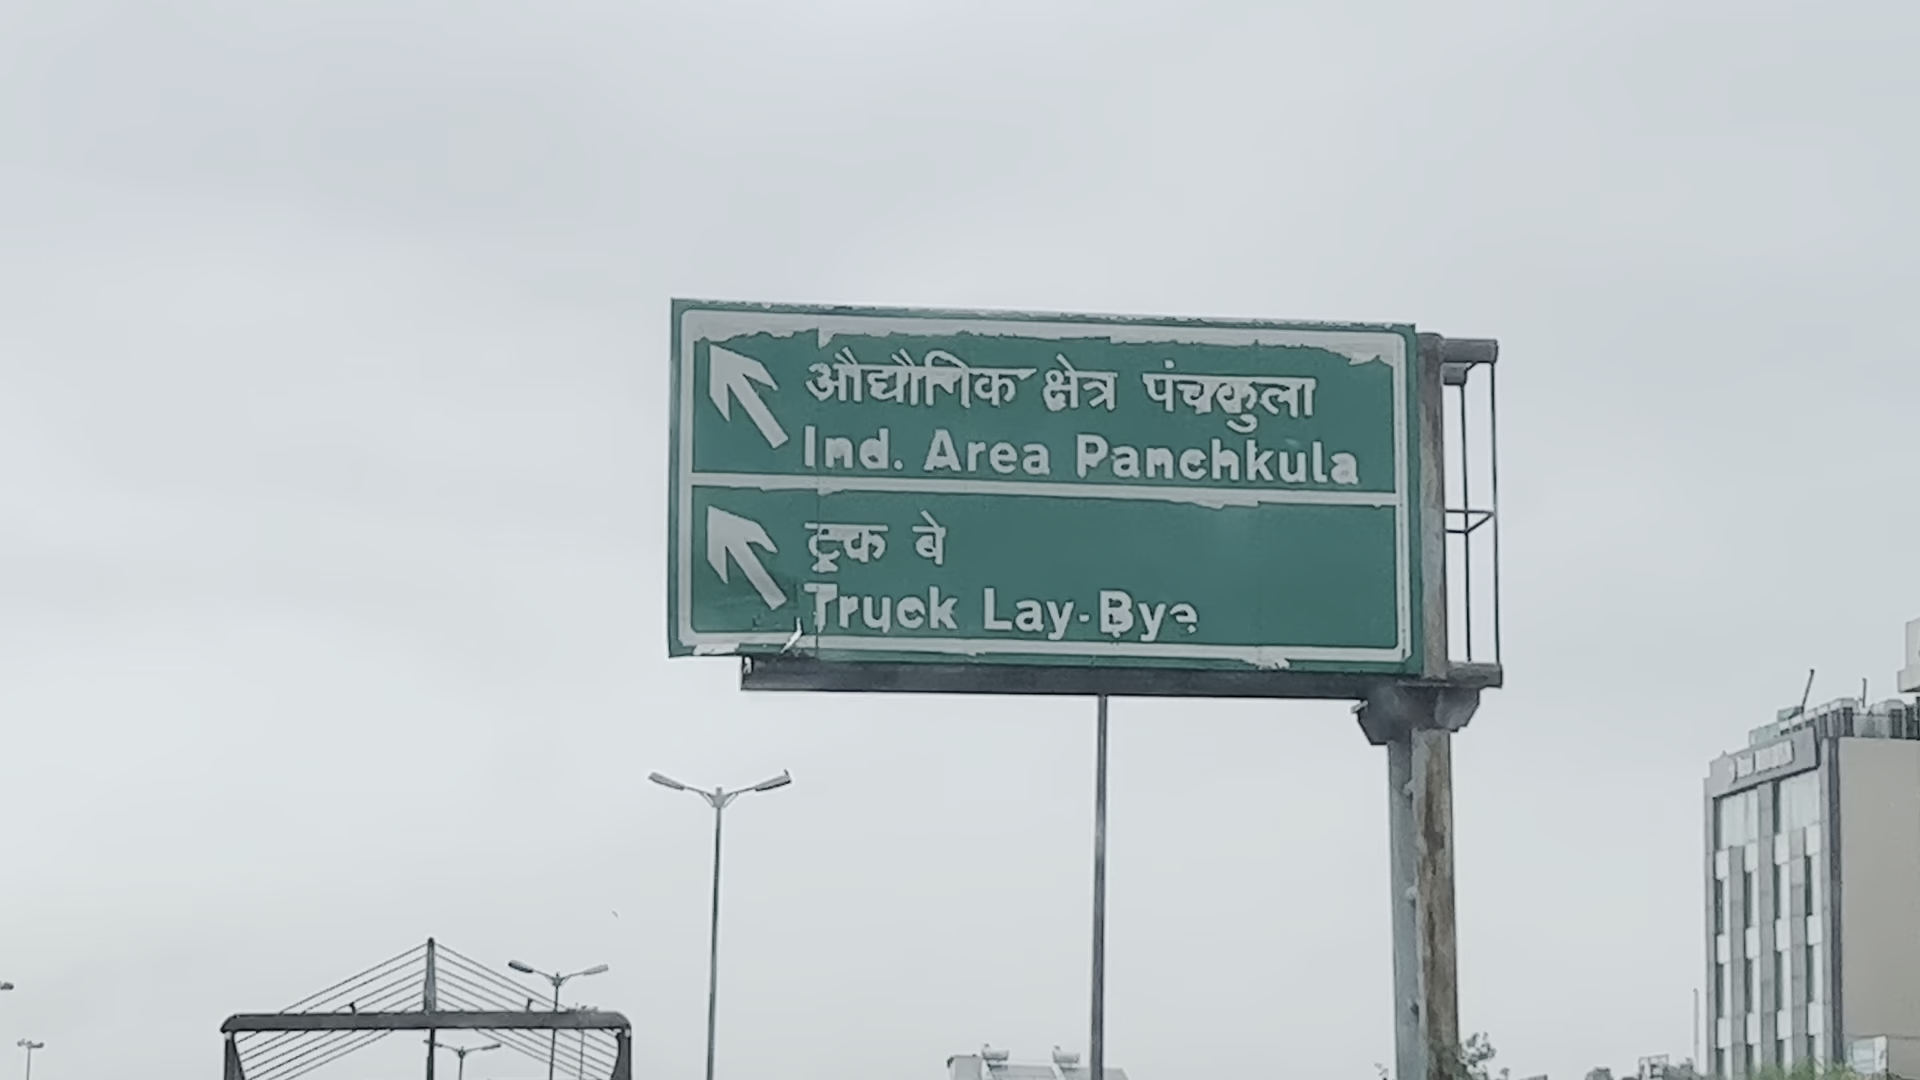 औद्यौगिक क्षेत्र पंचकुला
Ind. Area Panchkula
ट्रक बे
Truck Lay-Bye